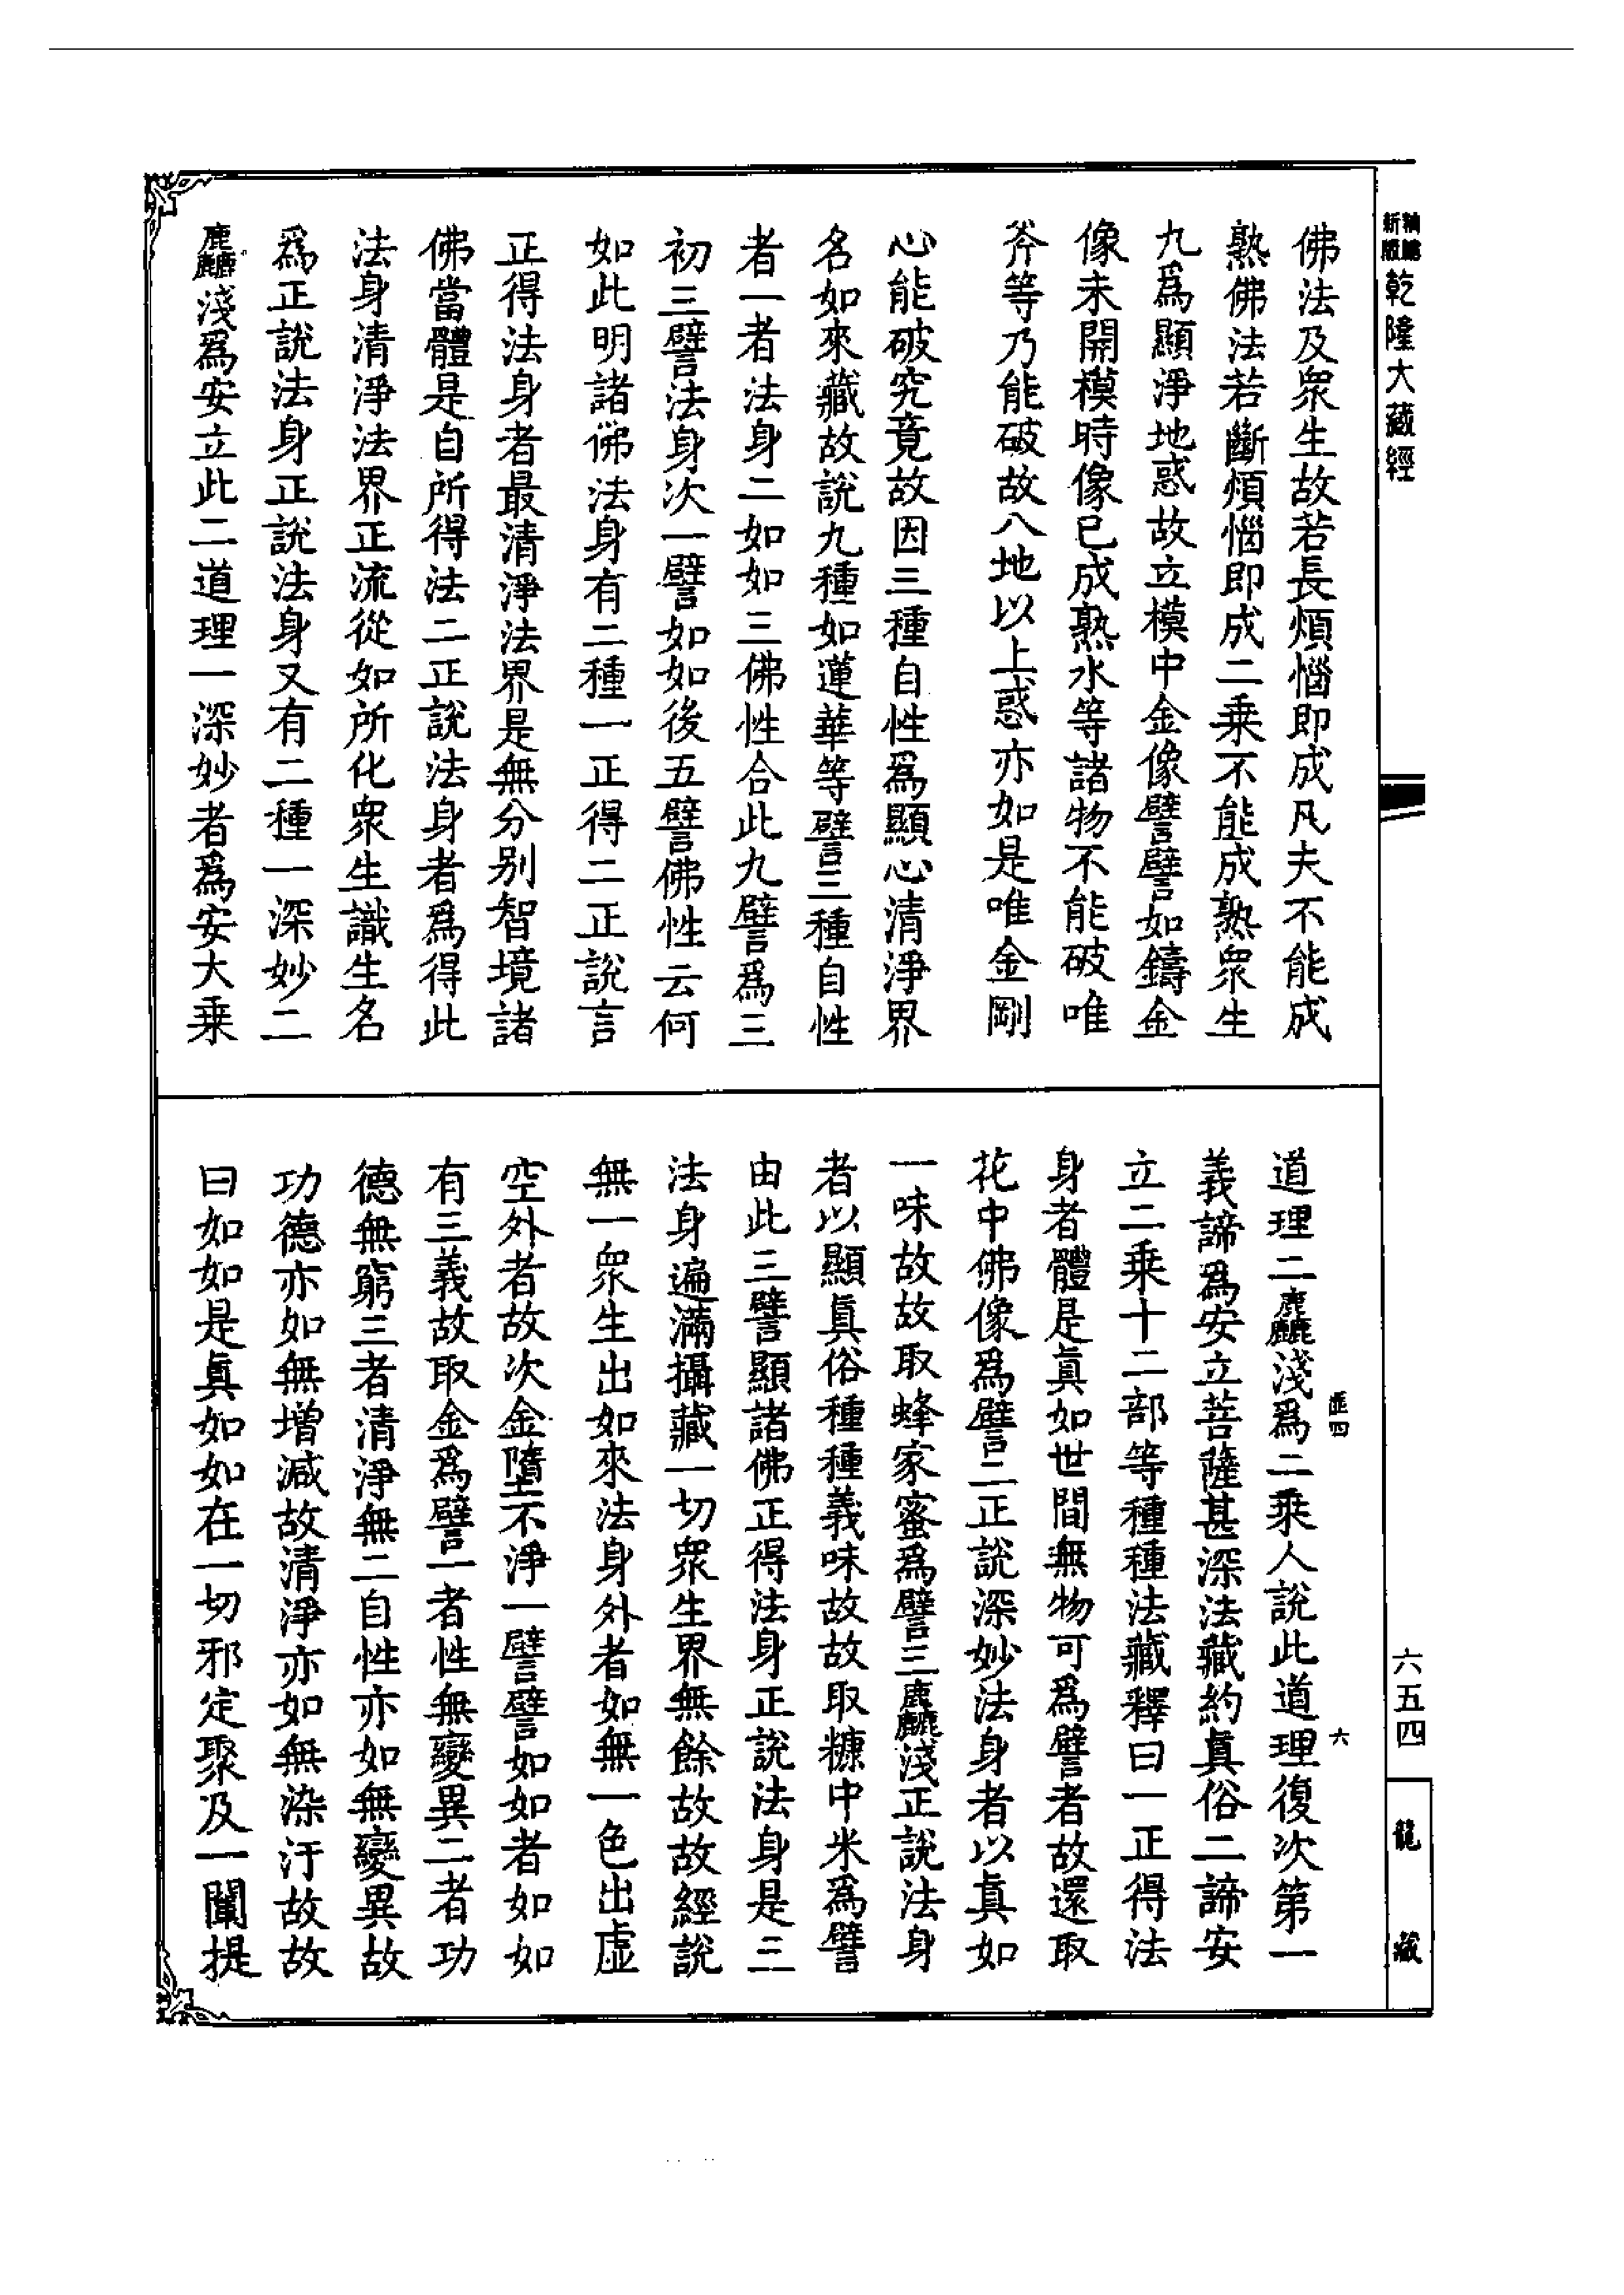 新版
精縮
乾隆大藏經
佛法及衆生故若長煩惱即成凡夫不能成
熟佛法若斷煩惱即成二乗不能成熟衆生
九爲顯淨地惑故立模中金像譬譬如鑄金
像未開模時像已成熟水等諸物不能破唯
斧等乃能破故八地以上惑亦如是唯金剛
心能破究竟故因三種自性爲顯心清淨界
名如來藏故說九種如蓮華等譬三種自性
者一者法身二如如三佛性合此九譬爲三
初三譬法身次一譬如如後五譬佛性云何
如此明諸佛法身有二種一正得二正說言
正得法身者最清淨法界是無分别智境諸
佛當體是自所得法二正說法身者爲得此
法身清淨法界正流從如所化衆生識生名
爲正說法身正說法身又有二種一深妙二
麤淺爲安立此二道理一深妙者爲安大乗
道理二麤淺爲二乗人說此道理復次第一
義諦爲安立菩薩甚深法藏約眞俗二諦安
立二乗十二部等種種法藏釋曰一正得法
身者體是眞如世間無物可爲譬者故還取
花中佛像爲譬二正說深妙法身者以眞如
一味故故取蜂家蜜爲譬三麤淺正說法身
者以顯眞俗種種義味故故取糠中米爲譬
由此三譬顯諸佛正得法身正說法身是三
法身遍滿攝藏一切衆生界無餘故故經說
無一衆生出如來法身外者如無一色出虚
空外者故次金墮不淨一譬譬如如者如如
有三義故取金爲譬一者性無變異二者功
德無窮三者清淨無二自性亦如無變異故
功德亦如無增減故清淨亦如無染汙故故
曰如如是眞如如在一切邪定聚及一闡提
匪四
六
六五四
龍藏